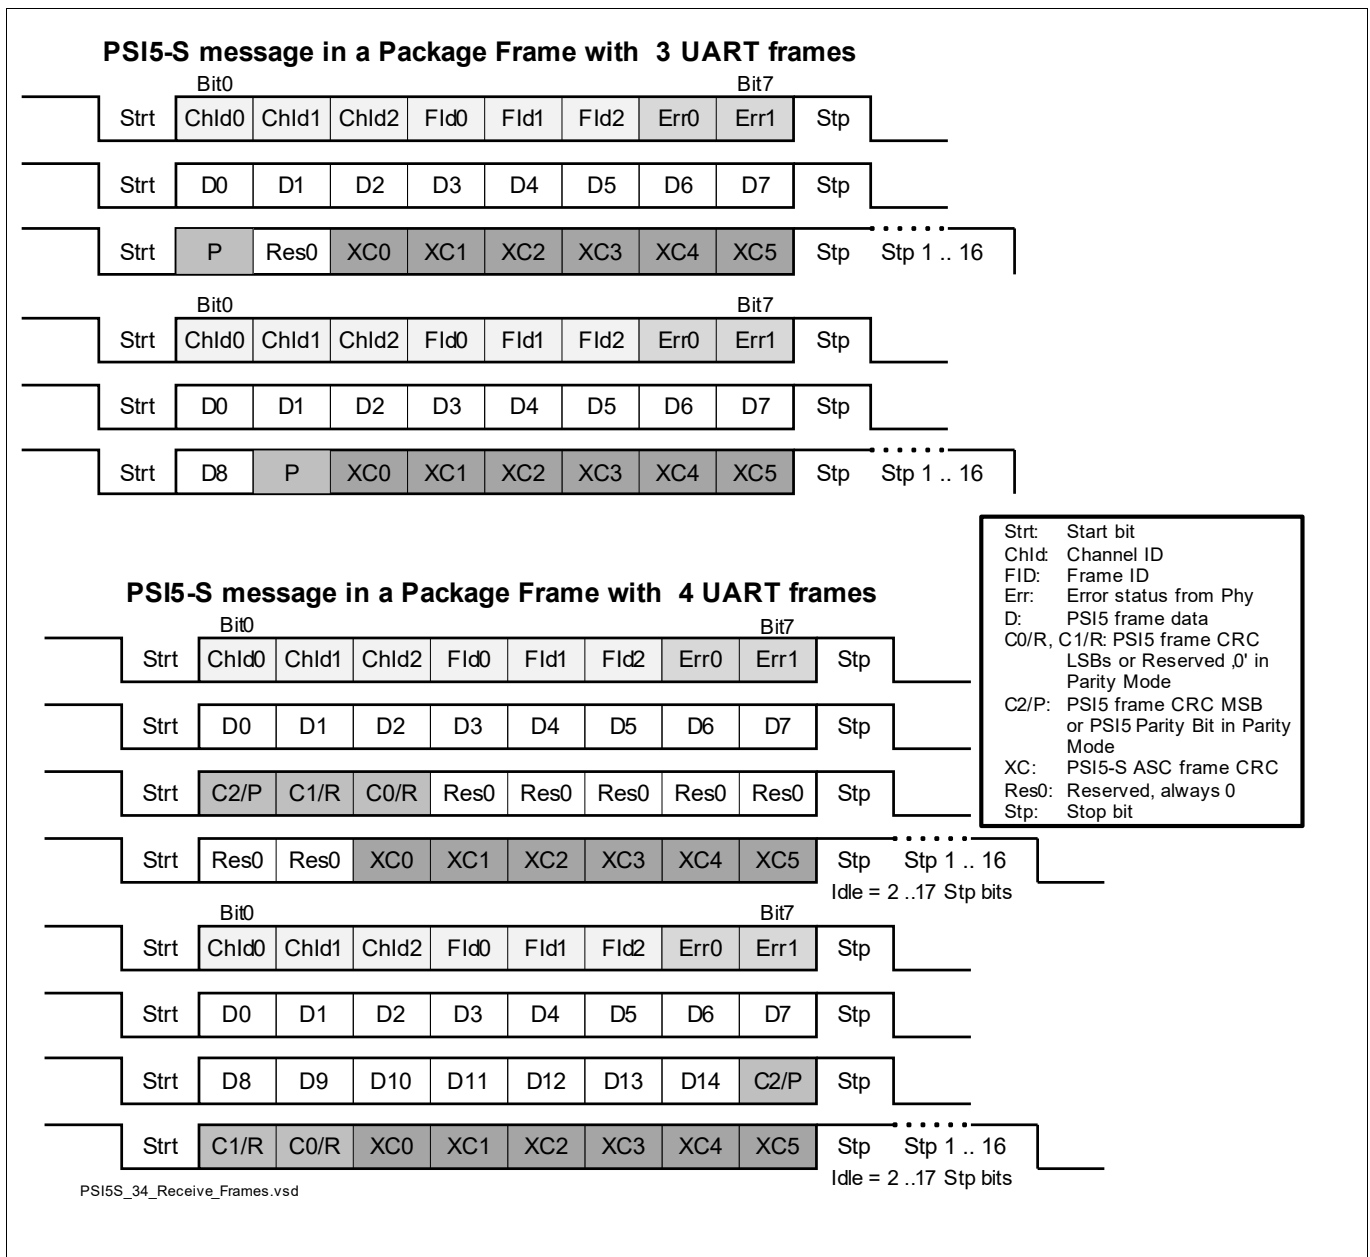 PSI5-S message in a Package Frame with 3 UART frames
Bit0 Bit7
Strt ChId0 ChId1 ChId2 FId0 FId1 FId2 Err0 Err1 Stp
Strt D0 D1 D2 D3 D4 D5 D6 D7 Stp
Strt P Res0 XC0 XC1 XC2 XC3 XC4 XC5 Stp Stp 1 .. 16
Bit0 Bit7
Strt ChId0 ChId1 ChId2 FId0 FId1 FId2 Err0 Err1 Stp
Strt D0 D1 D2 D3 D4 D5 D6 D7 Stp
Strt D8 P XC0 XC1 XC2 XC3 XC4 XC5 Stp Stp 1 .. 16
Strt: Start bit
ChId: Channel ID
FID: Frame ID
Err: Error status from Phy
D: PSI5 frame data
C0/R, C1/R: PSI5 frame CRC
LSBs or Reserved ‚0' in
Parity Mode
C2/P: PSI5 frame CRC MSB
or PSI5 Parity Bit in Parity
Mode
XC: PSI5-S ASC frame CRC
Res0: Reserved, always 0
Stp: Stop bit
PSI5-S message in a Package Frame with 4 UART frames
Bit0 Bit7
Strt ChId0 ChId1 ChId2 FId0 FId1 FId2 Err0 Err1 Stp
Strt D0 D1 D2 D3 D4 D5 D6 D7 Stp
Strt C2/P C1/R C0/R Res0 Res0 Res0 Res0 Res0 Stp
Strt Res0 Res0 XC0 XC1 XC2 XC3 XC4 XC5 Stp Stp 1 .. 16
Idle = 2 ..17 Stp bits
Bit0 Bit7
Strt ChId0 ChId1 ChId2 FId0 FId1 FId2 Err0 Err1 Stp
Strt D0 D1 D2 D3 D4 D5 D6 D7 Stp
Strt D8 D9 D10 D11 D12 D13 D14 C2/P Stp
Strt C1/R C0/R XC0 XC1 XC2 XC3 XC4 XC5 Stp Stp 1 .. 16
Idle = 2 ..17 Stp bits
PSI5S_34_Receive_Frames.vsd